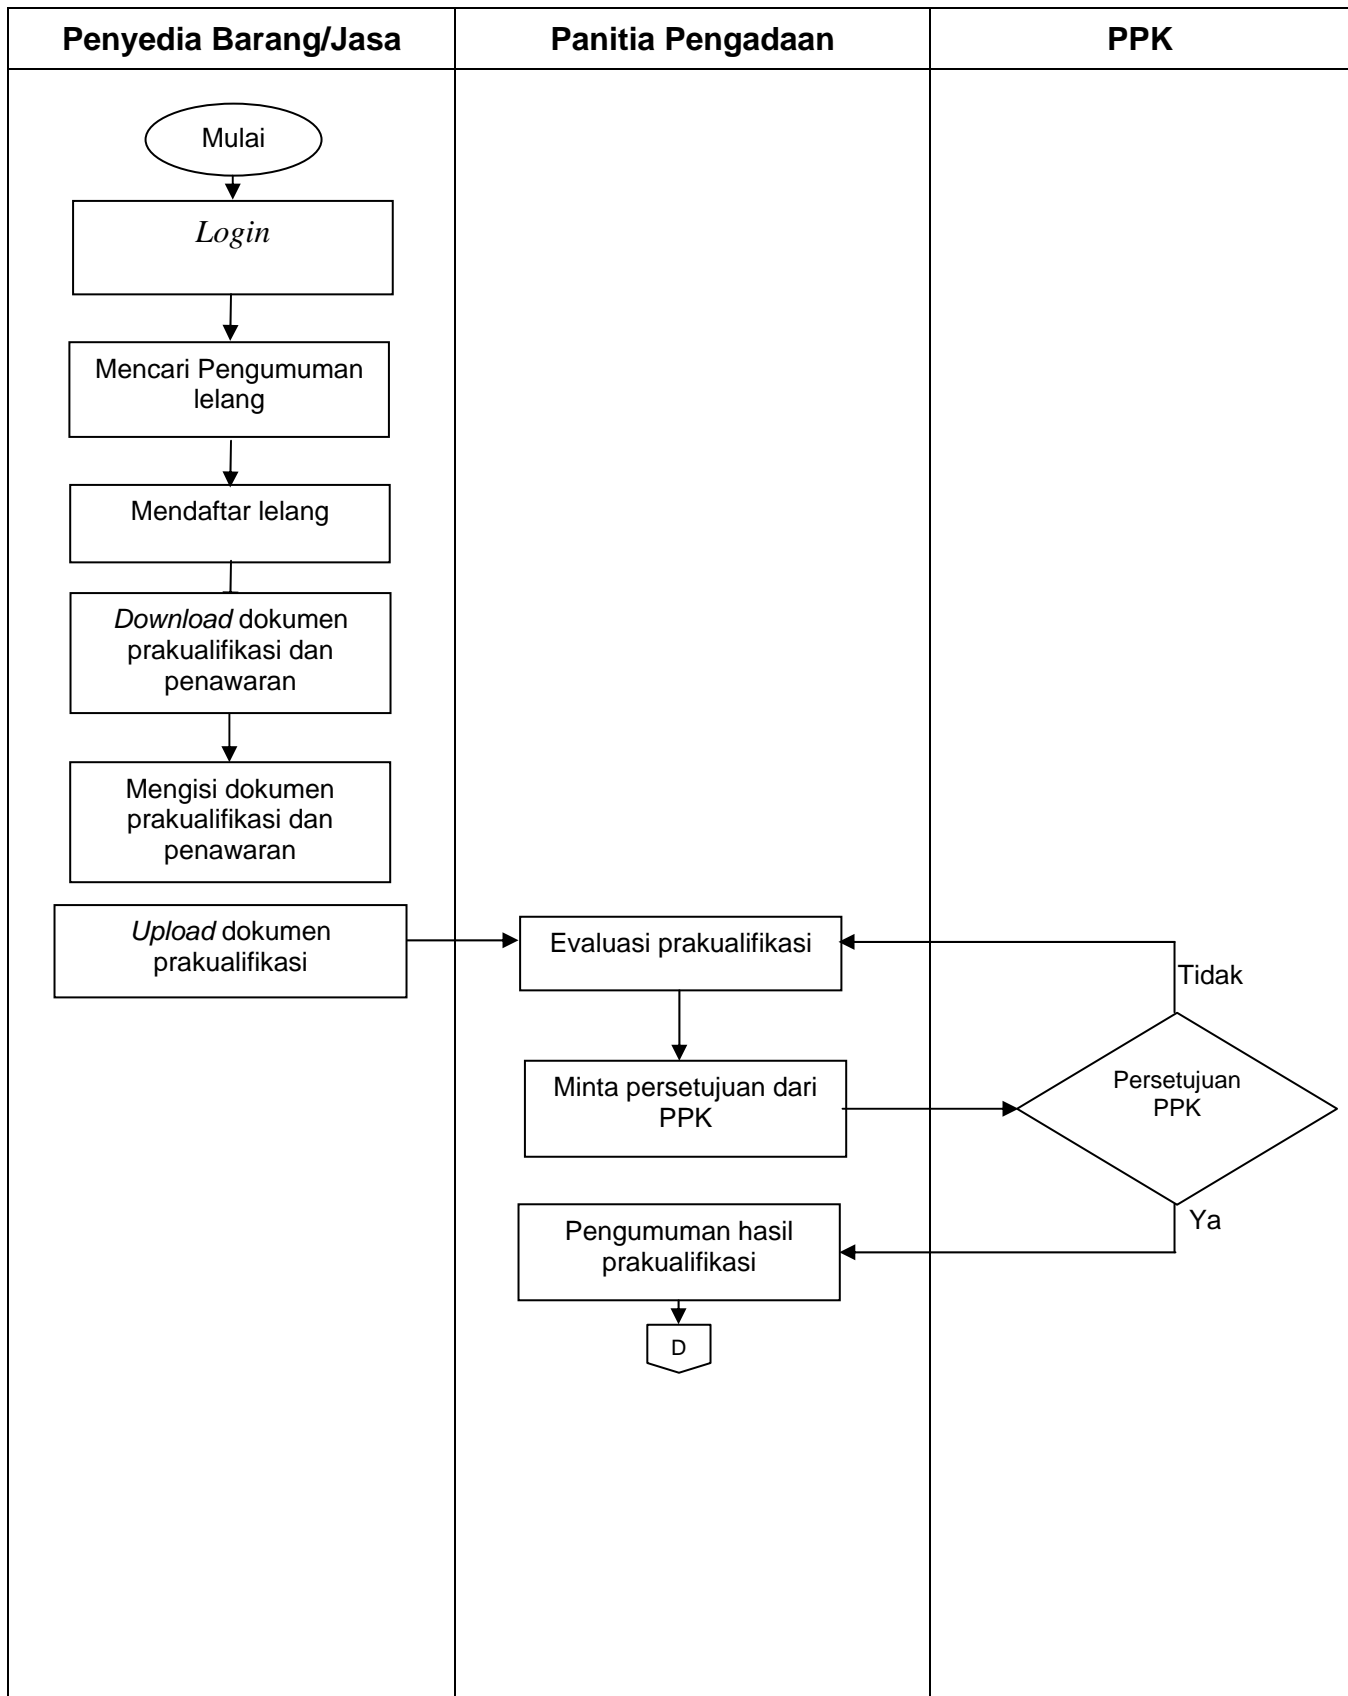 Penyedia Barang/Jasa
Panitia Pengadaan
PPK
Mulai
Login
Mencari Pengumuman
lelang
Mendaftar lelang
Download dokumen
prakualifikasi dan
penawaran
Mengisi dokumen
prakualifikasi dan
penawaran
Upload dokumen
prakualifikasi
Evaluasi prakualifikasi
Tidak
Minta persetujuan dari
PPK
Persetujuan
PPK
Ya
Pengumuman hasil
prakualifikasi
D